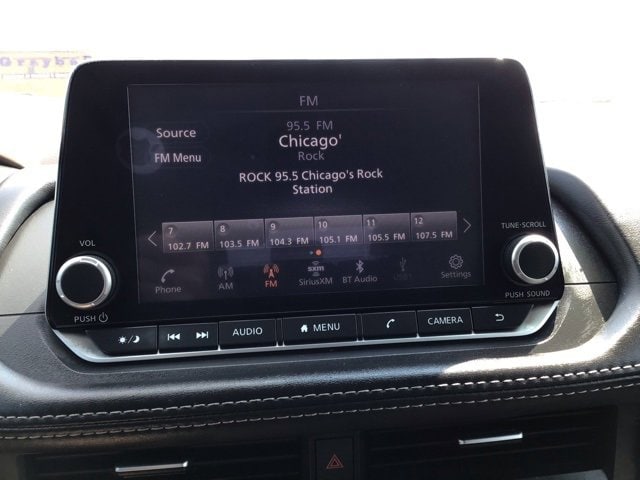 FM
Source
95.5 FM
Chicago'
Rock
FM Menu
ROCK 95.5 Chicago's Rock
Station
7 8 9 10 11 12
102.7 FM 103.5 FM 104.3 FM 105.1 FM 105.5 FM 107.5 FM
VOL
TUNE·SCROLL
Phone AM FM SiriusXM BT Audio Settings
sxm
PUSH
PUSH SOUND
AUDIO MENU CAMERA